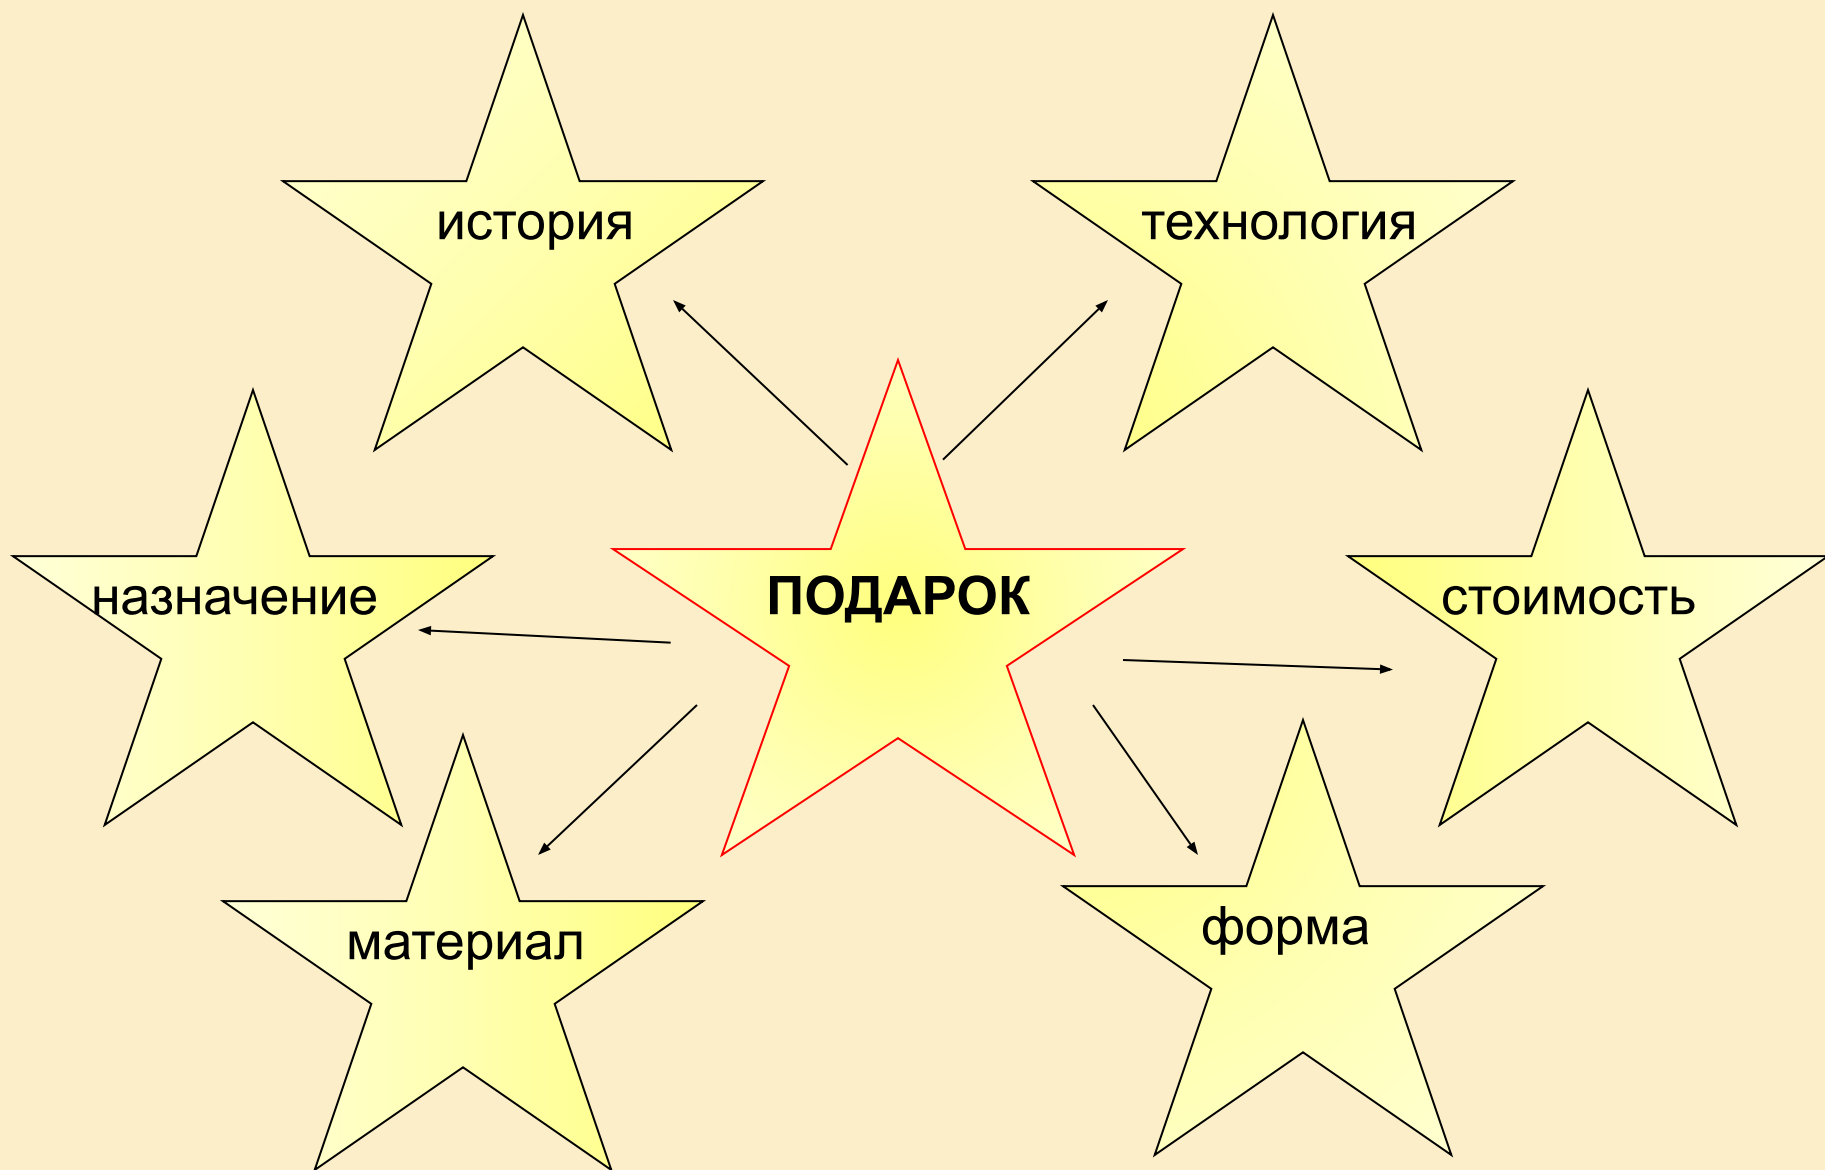 история
технология
назначение
ПОДАРОК
стоимость
материал
форма